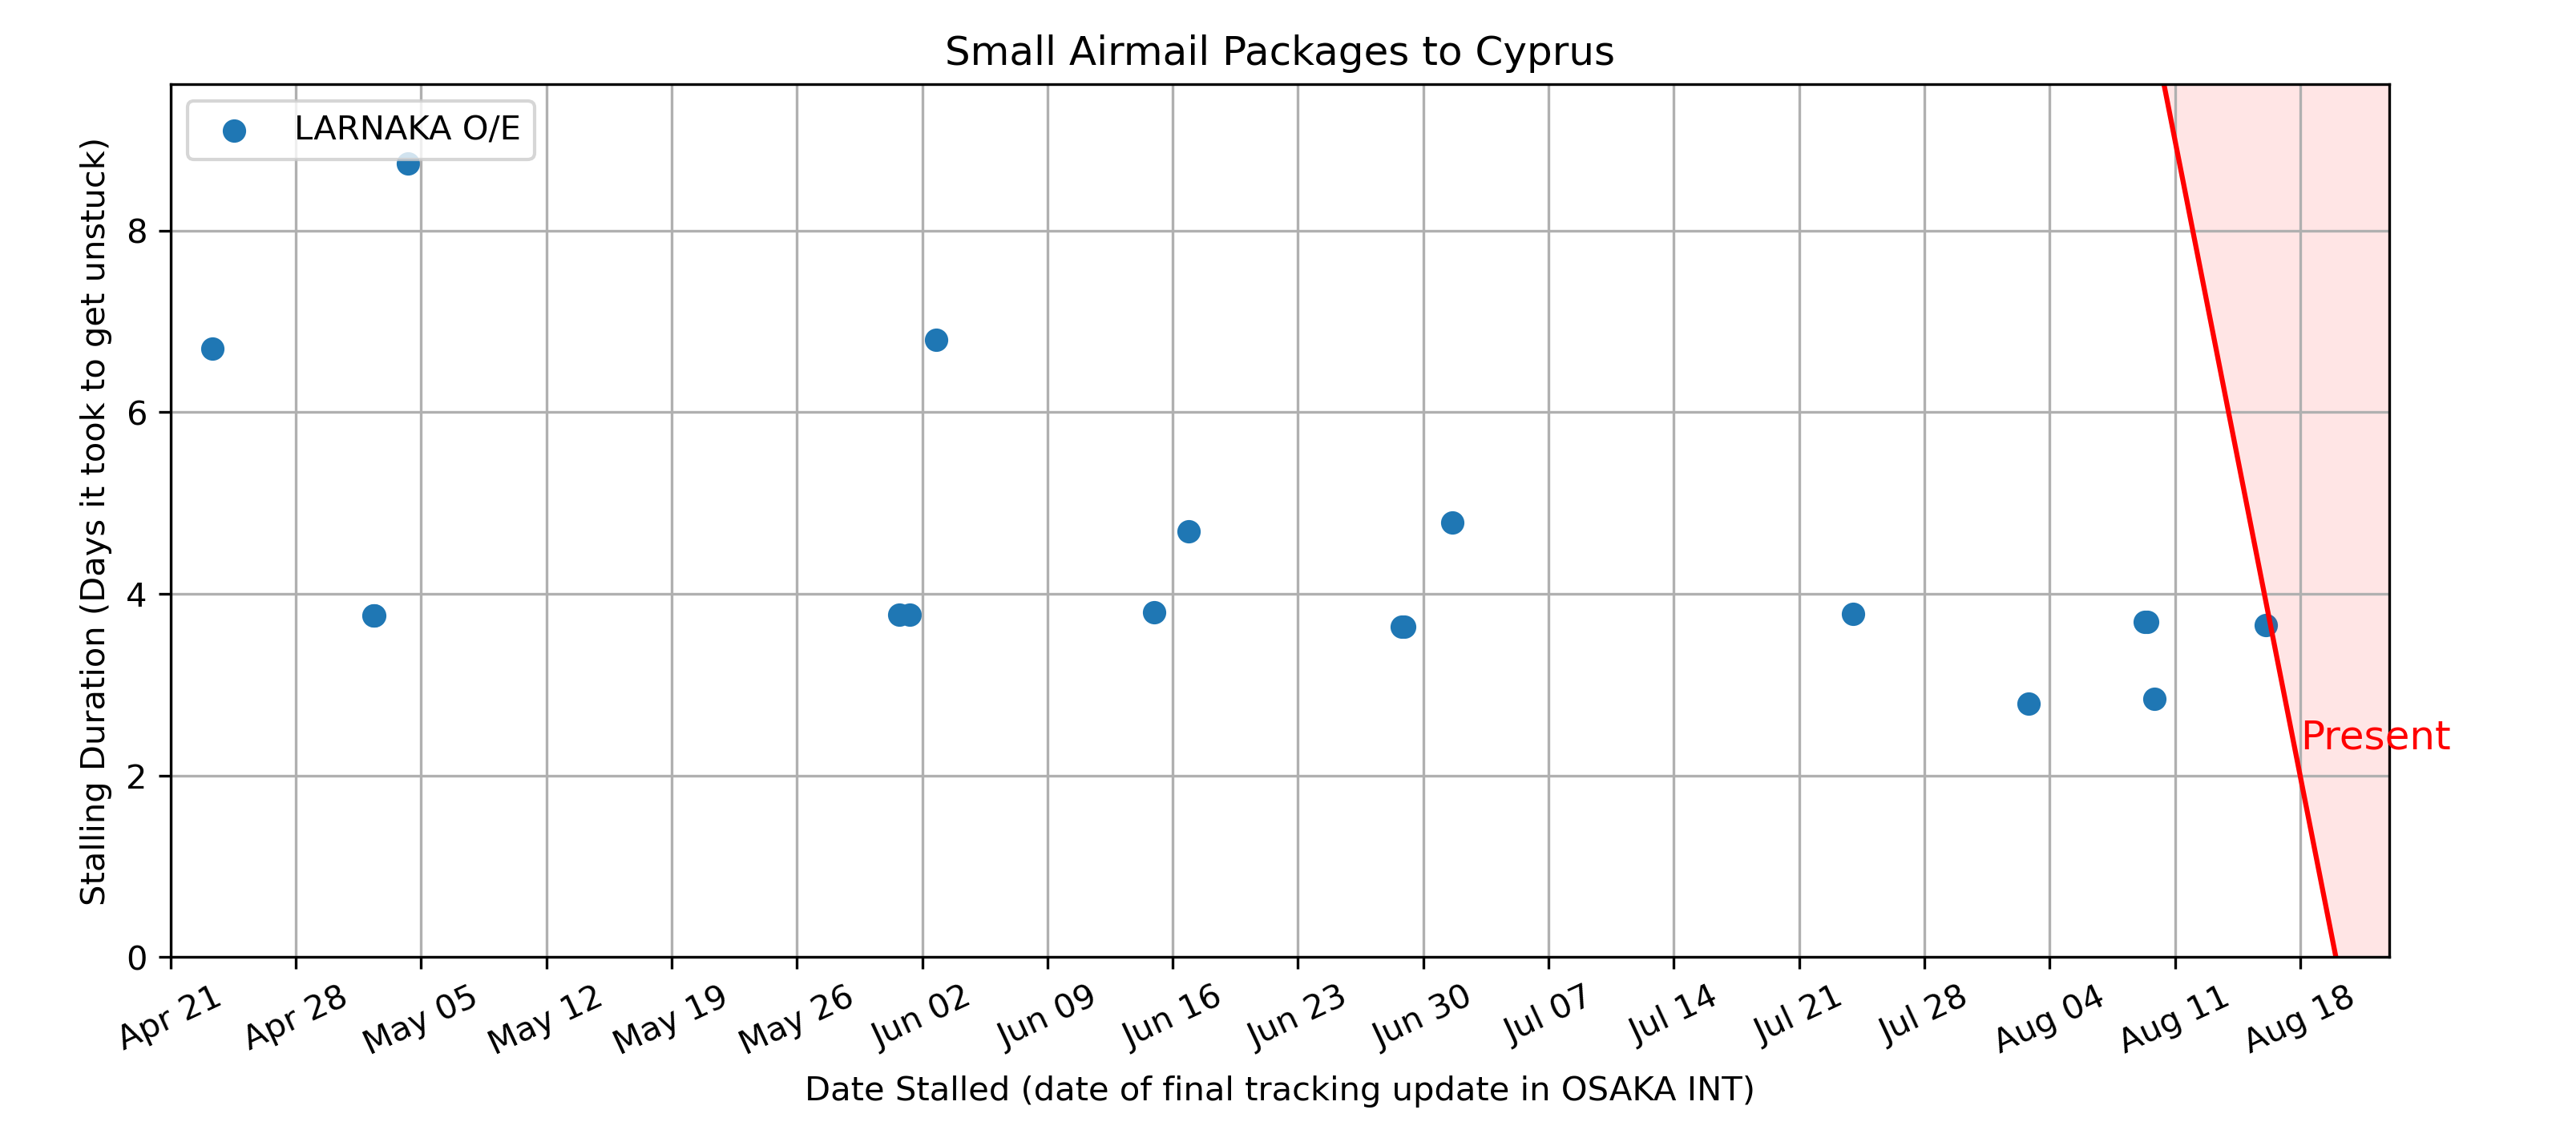 Small Airmail Packages to Cyprus
LARNAKA O/E
Stalling Duration (Days it took to get unstuck)
8
6
4
2
0
Present
Apr 21
Apr 28
May 05
May 12
May 19
May 26
Jun 02
Jun 09
Jun 16
Jun 23
Jun 30
Jul 07
Jul 14
Jul 21
Jul 28
Aug 04
Aug 11
Aug 18
Date Stalled (date of final tracking update in OSAKA INT)